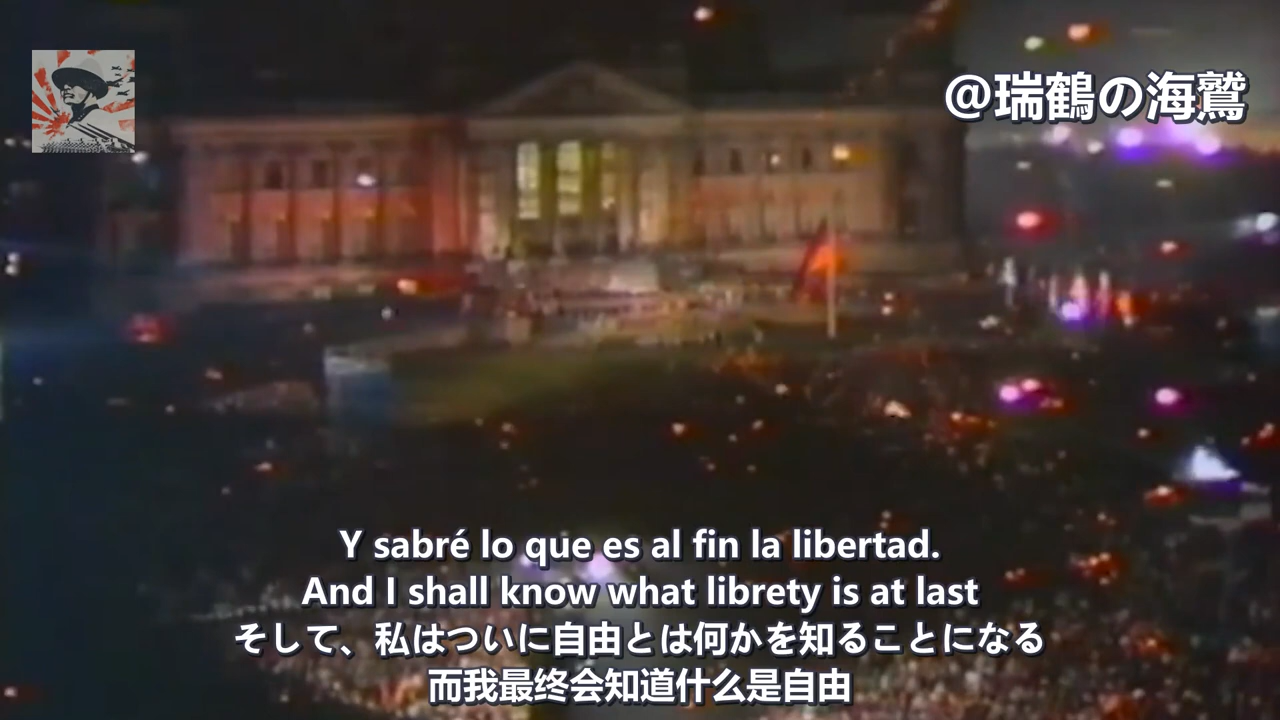 @瑞鶴の海鷲
Y sabré lo que es al fin la libertad.
And I shall know what librety is at last
そして、私はついに自由とは何かを知ることになる
而我最终会知道什么是自由